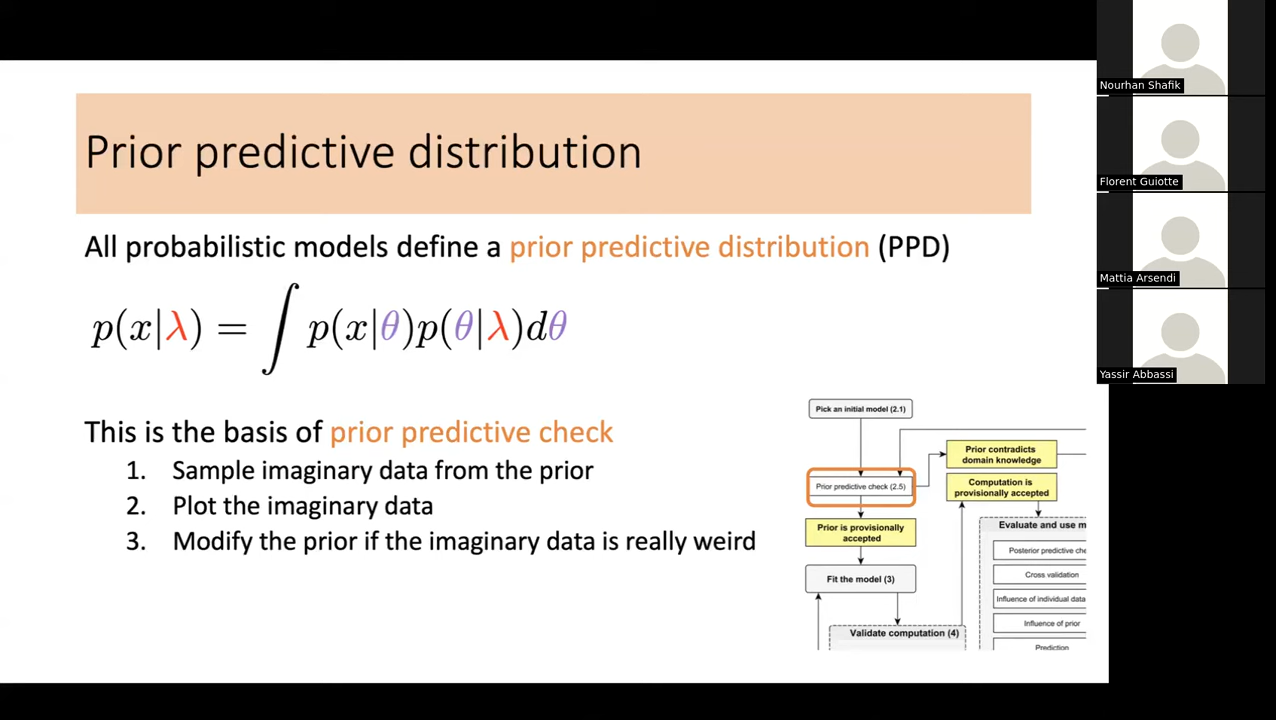 Prior predictive distribution
All probabilistic models define a prior predictive distribution (PPD)
p(x|λ) = ∫ p(x|θ)p(θ|λ)dθ
This is the basis of prior predictive check
1. Sample imaginary data from the prior
2. Plot the imaginary data
3. Modify the prior if the imaginary data is really weird
Pick an initial model (2.1)
Prior predictive check (2.5)
Prior is provisionally
accepted
Fit the model (3)
Validate computation (4)
Prior contradicts
domain knowledge
Computation is
provisionally accepted
Evaluate and use m
Posterior predictive che
Cross validation
Influence of individual data
Influence of prior
Prediction
Nourhan Shafik
Florent Guiotte
Mattia Arsendi
Yassir Abbassi